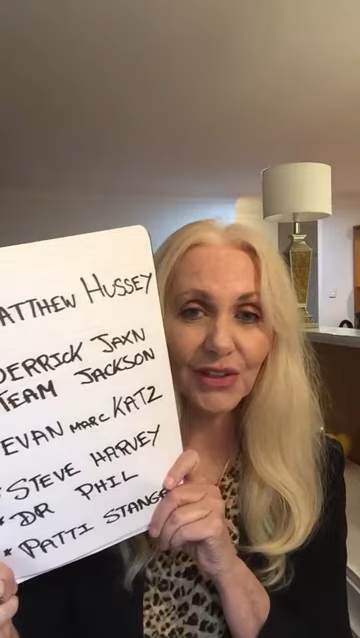 ATTHEW HUSSEY
DERRICK JAXN
TEAM JACKSON
EVAN MARC KATZ
*STEVE HARVEY
*DR PHIL
*PATTI STANGE